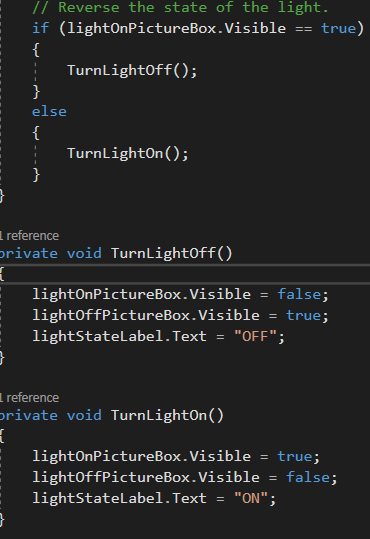 // Reverse the state of the light.
if (lightOnPictureBox.Visible == true)
{
TurnLightOff();
}
else
{
TurnLightOn();
}
}
1 reference
private void TurnLightOff()
{
lightOnPictureBox.Visible = false;
lightOffPictureBox.Visible = true;
lightStateLabel.Text = "OFF";
}
1 reference
private void TurnLightOn()
{
lightOnPictureBox.Visible = true;
lightOffPictureBox.Visible = false;
lightStateLabel.Text = "ON";
}